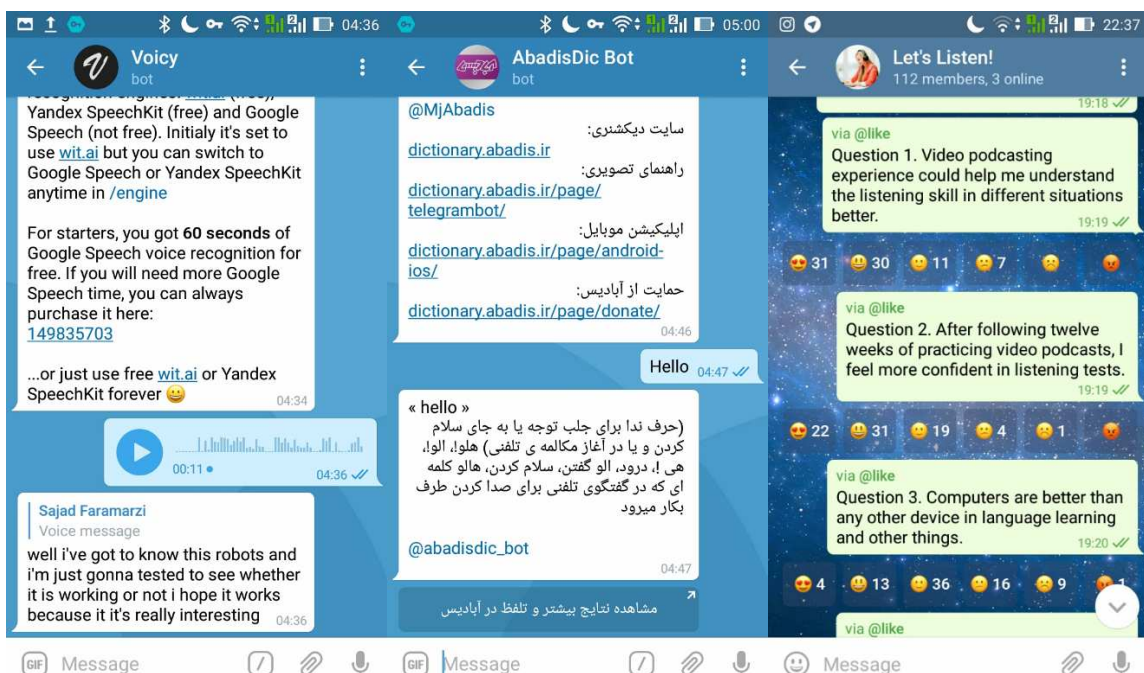 04:36
Voicy
bot
Yandex SpeechKit (free) and Google
Speech (not free). Initialy it's set to
use wit.ai but you can switch to
Google Speech or Yandex SpeechKit
anytime in /engine
For starters, you got 60 seconds of
Google Speech voice recognition for
free. If you will need more Google
Speech time, you can always
purchase it here:
149835703
...or just use free wit.ai or Yandex
SpeechKit forever 😀
04:34
00:11
04:36
Sajad Faramarzi
Voice message
well i've got to know this robots and
i'm just gonna tested to see whether
it is working or not i hope it works
because it it's really interesting
04:36
GIF Message
05:00
AbadisDic Bot
bot
@MjAbadis
سایت دیکشنری:
dictionary.abadis.ir
راهنمای تصویری:
dictionary.abadis.ir/page/
telegrambot/
اپلیکیشن موبایل:
dictionary.abadis.ir/page/android-
ios/
حمایت از آبادیس:
dictionary.abadis.ir/page/donate/
04:46
Hello 04:47
« hello »
(حرف ندا برای جلب توجه یا به جای سلام
کردن و یا در آغاز مکالمه ی تلفنی) هلو!، الو!،
هی !، درود، الو گفتن، سلام کردن، هالو کلمه
ای که در گفتگوی تلفنی برای صدا کردن طرف
بکار میرود
@abadisdic_bot
04:47
مشاهده نتایج بیشتر و تلفظ در آبادیس
GIF Message
22:37
Let's Listen!
112 members, 3 online
19:18
via @like
Question 1. Video podcasting
experience could help me understand
the listening skill in different situations
better.
19:19
😍 31 😃 30 🙂 11 😕 7 ☹️ 😡
via @like
Question 2. After following twelve
weeks of practicing video podcasts, I
feel more confident in listening tests.
19:19
😍 22 😃 31 🙂 19 😕 4 ☹️ 1 😡
via @like
Question 3. Computers are better than
any other device in language learning
and other things.
19:20
😍 4 😃 13 🙂 36 😕 16 ☹️ 9 😡 1
via @like
Message